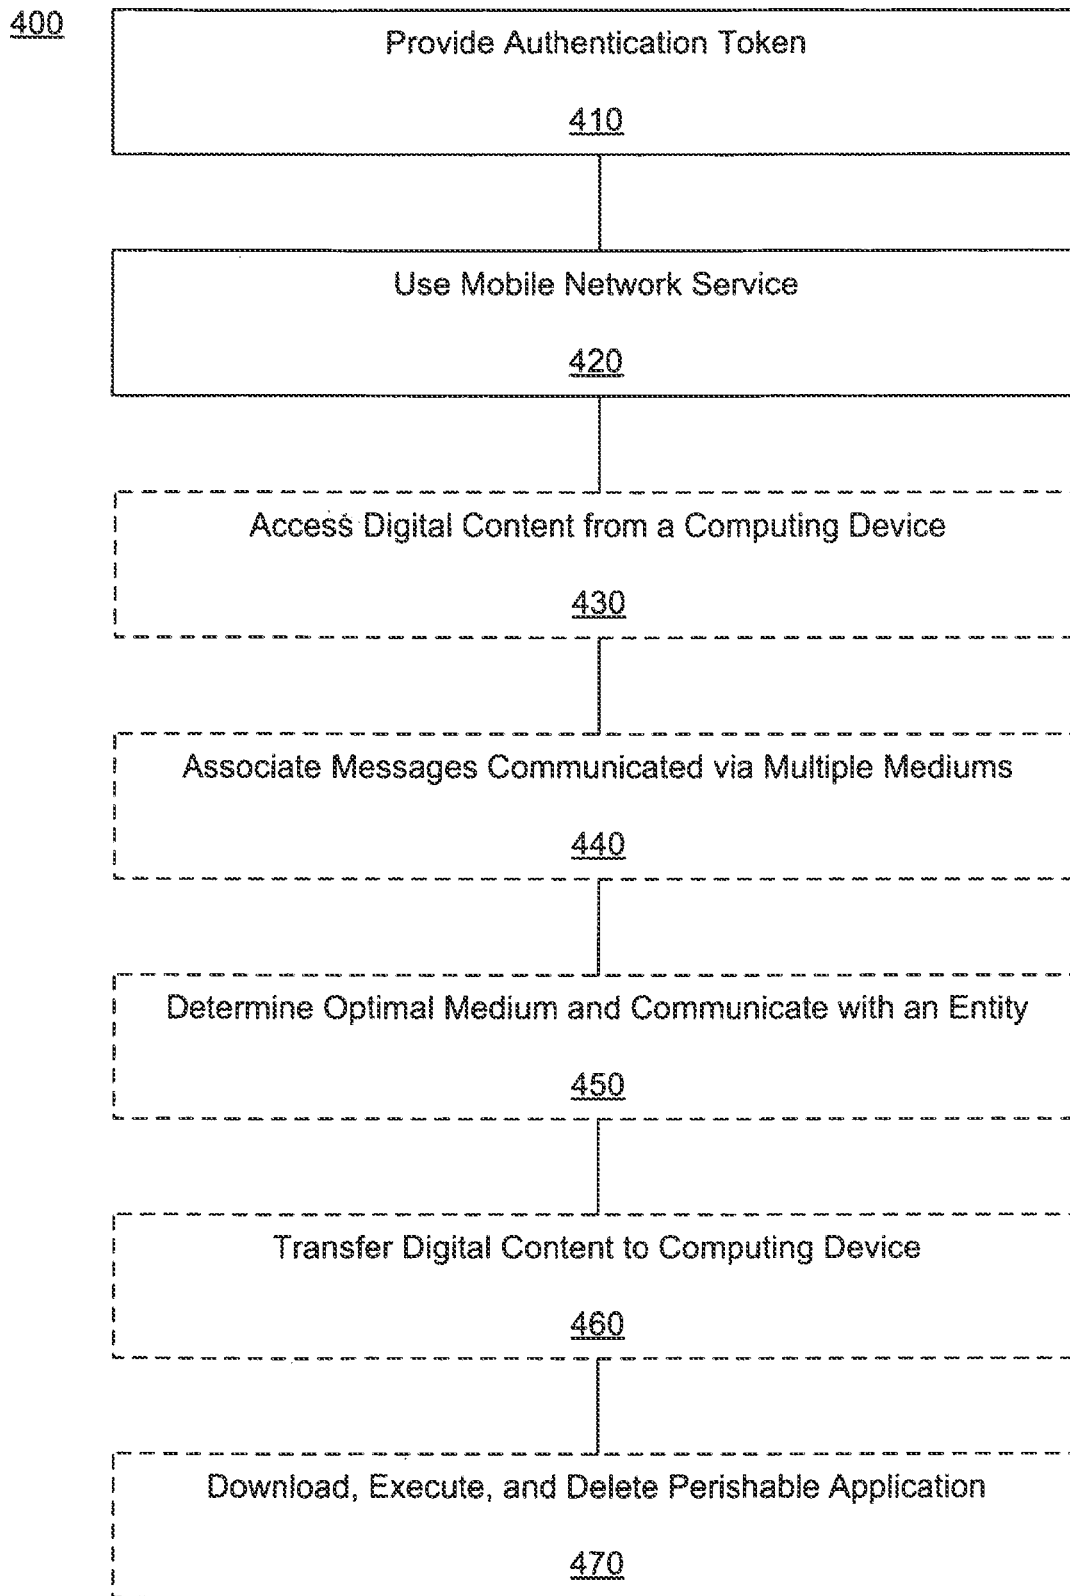 400
Provide Authentication Token
410
Use Mobile Network Service
420
Access Digital Content from a Computing Device
430
Associate Messages Communicated via Multiple Mediums
440
Determine Optimal Medium and Communicate with an Entity
450
Transfer Digital Content to Computing Device
460
Download, Execute, and Delete Perishable Application
470